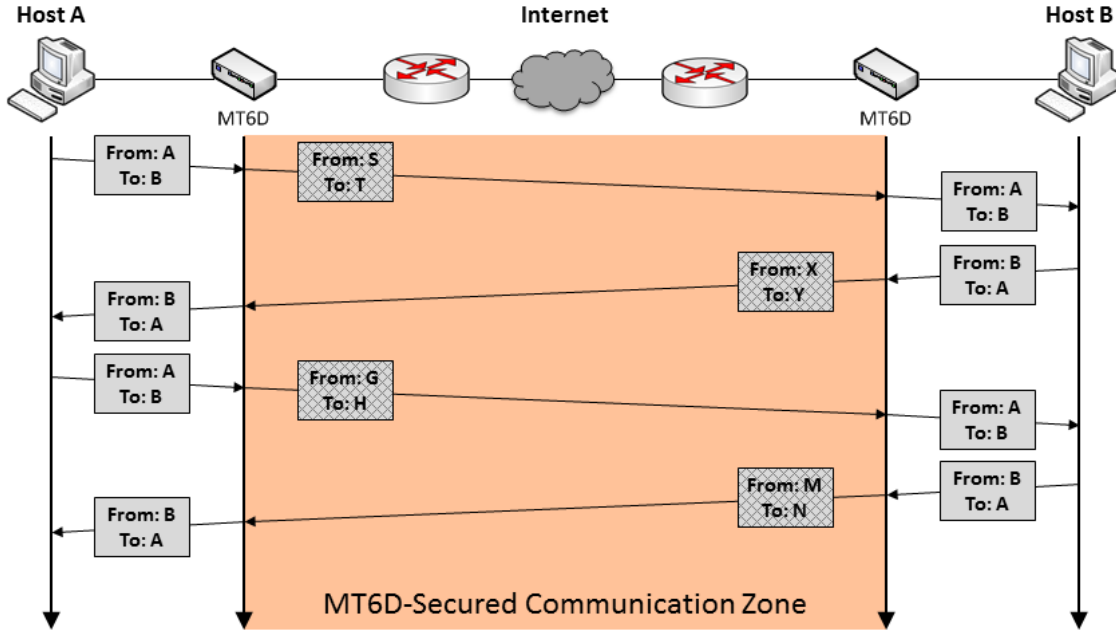 Host A
Internet
Host B
MT6D
MT6D
From: A
To: B
From: S
To: T
From: A
To: B
From: B
To: A
From: X
To: Y
From: B
To: A
From: A
To: B
From: G
To: H
From: A
To: B
From: B
To: A
From: M
To: N
From: B
To: A
MT6D-Secured Communication Zone